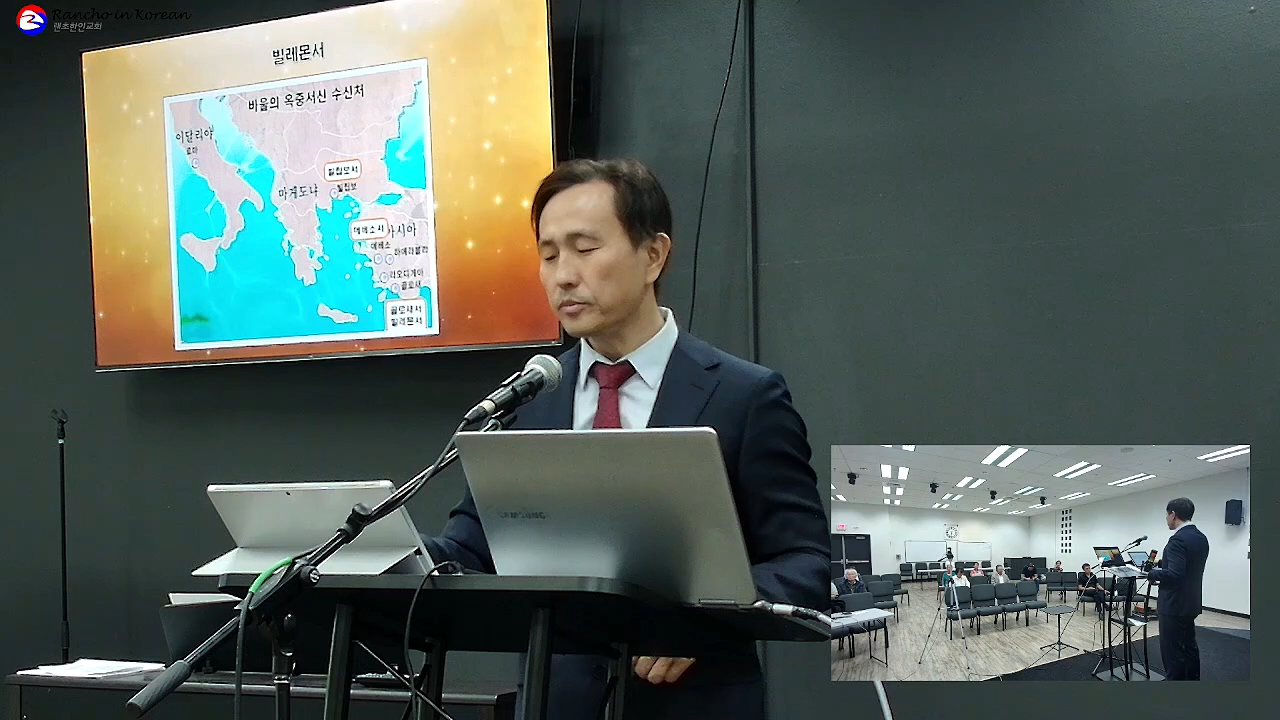 Rancho in Korean
랜초한인교회
빌레몬서
바울의 옥중서신 수신처
이달리아
로마
빌립보서
빌립보
마게도냐
에베소서
아시아
에베소
히에라볼리
라오디게아
골로새
골로새서
빌레몬서
SAMSUNG